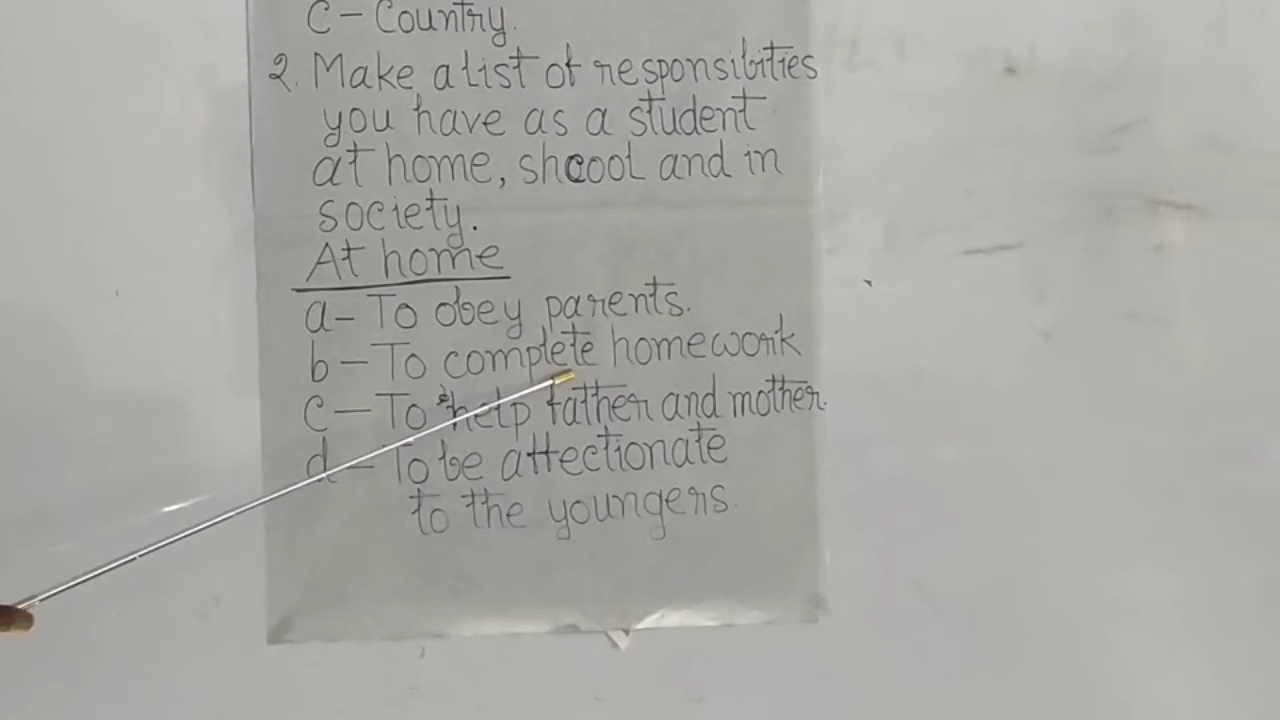 C - Country.
2. Make a list of responsibities
you have as a student
at home, shcool and in
society.
At home
a - To obey parents.
b - To complete homework
c - To help father and mother.
d - To be affectionate
to the youngers.